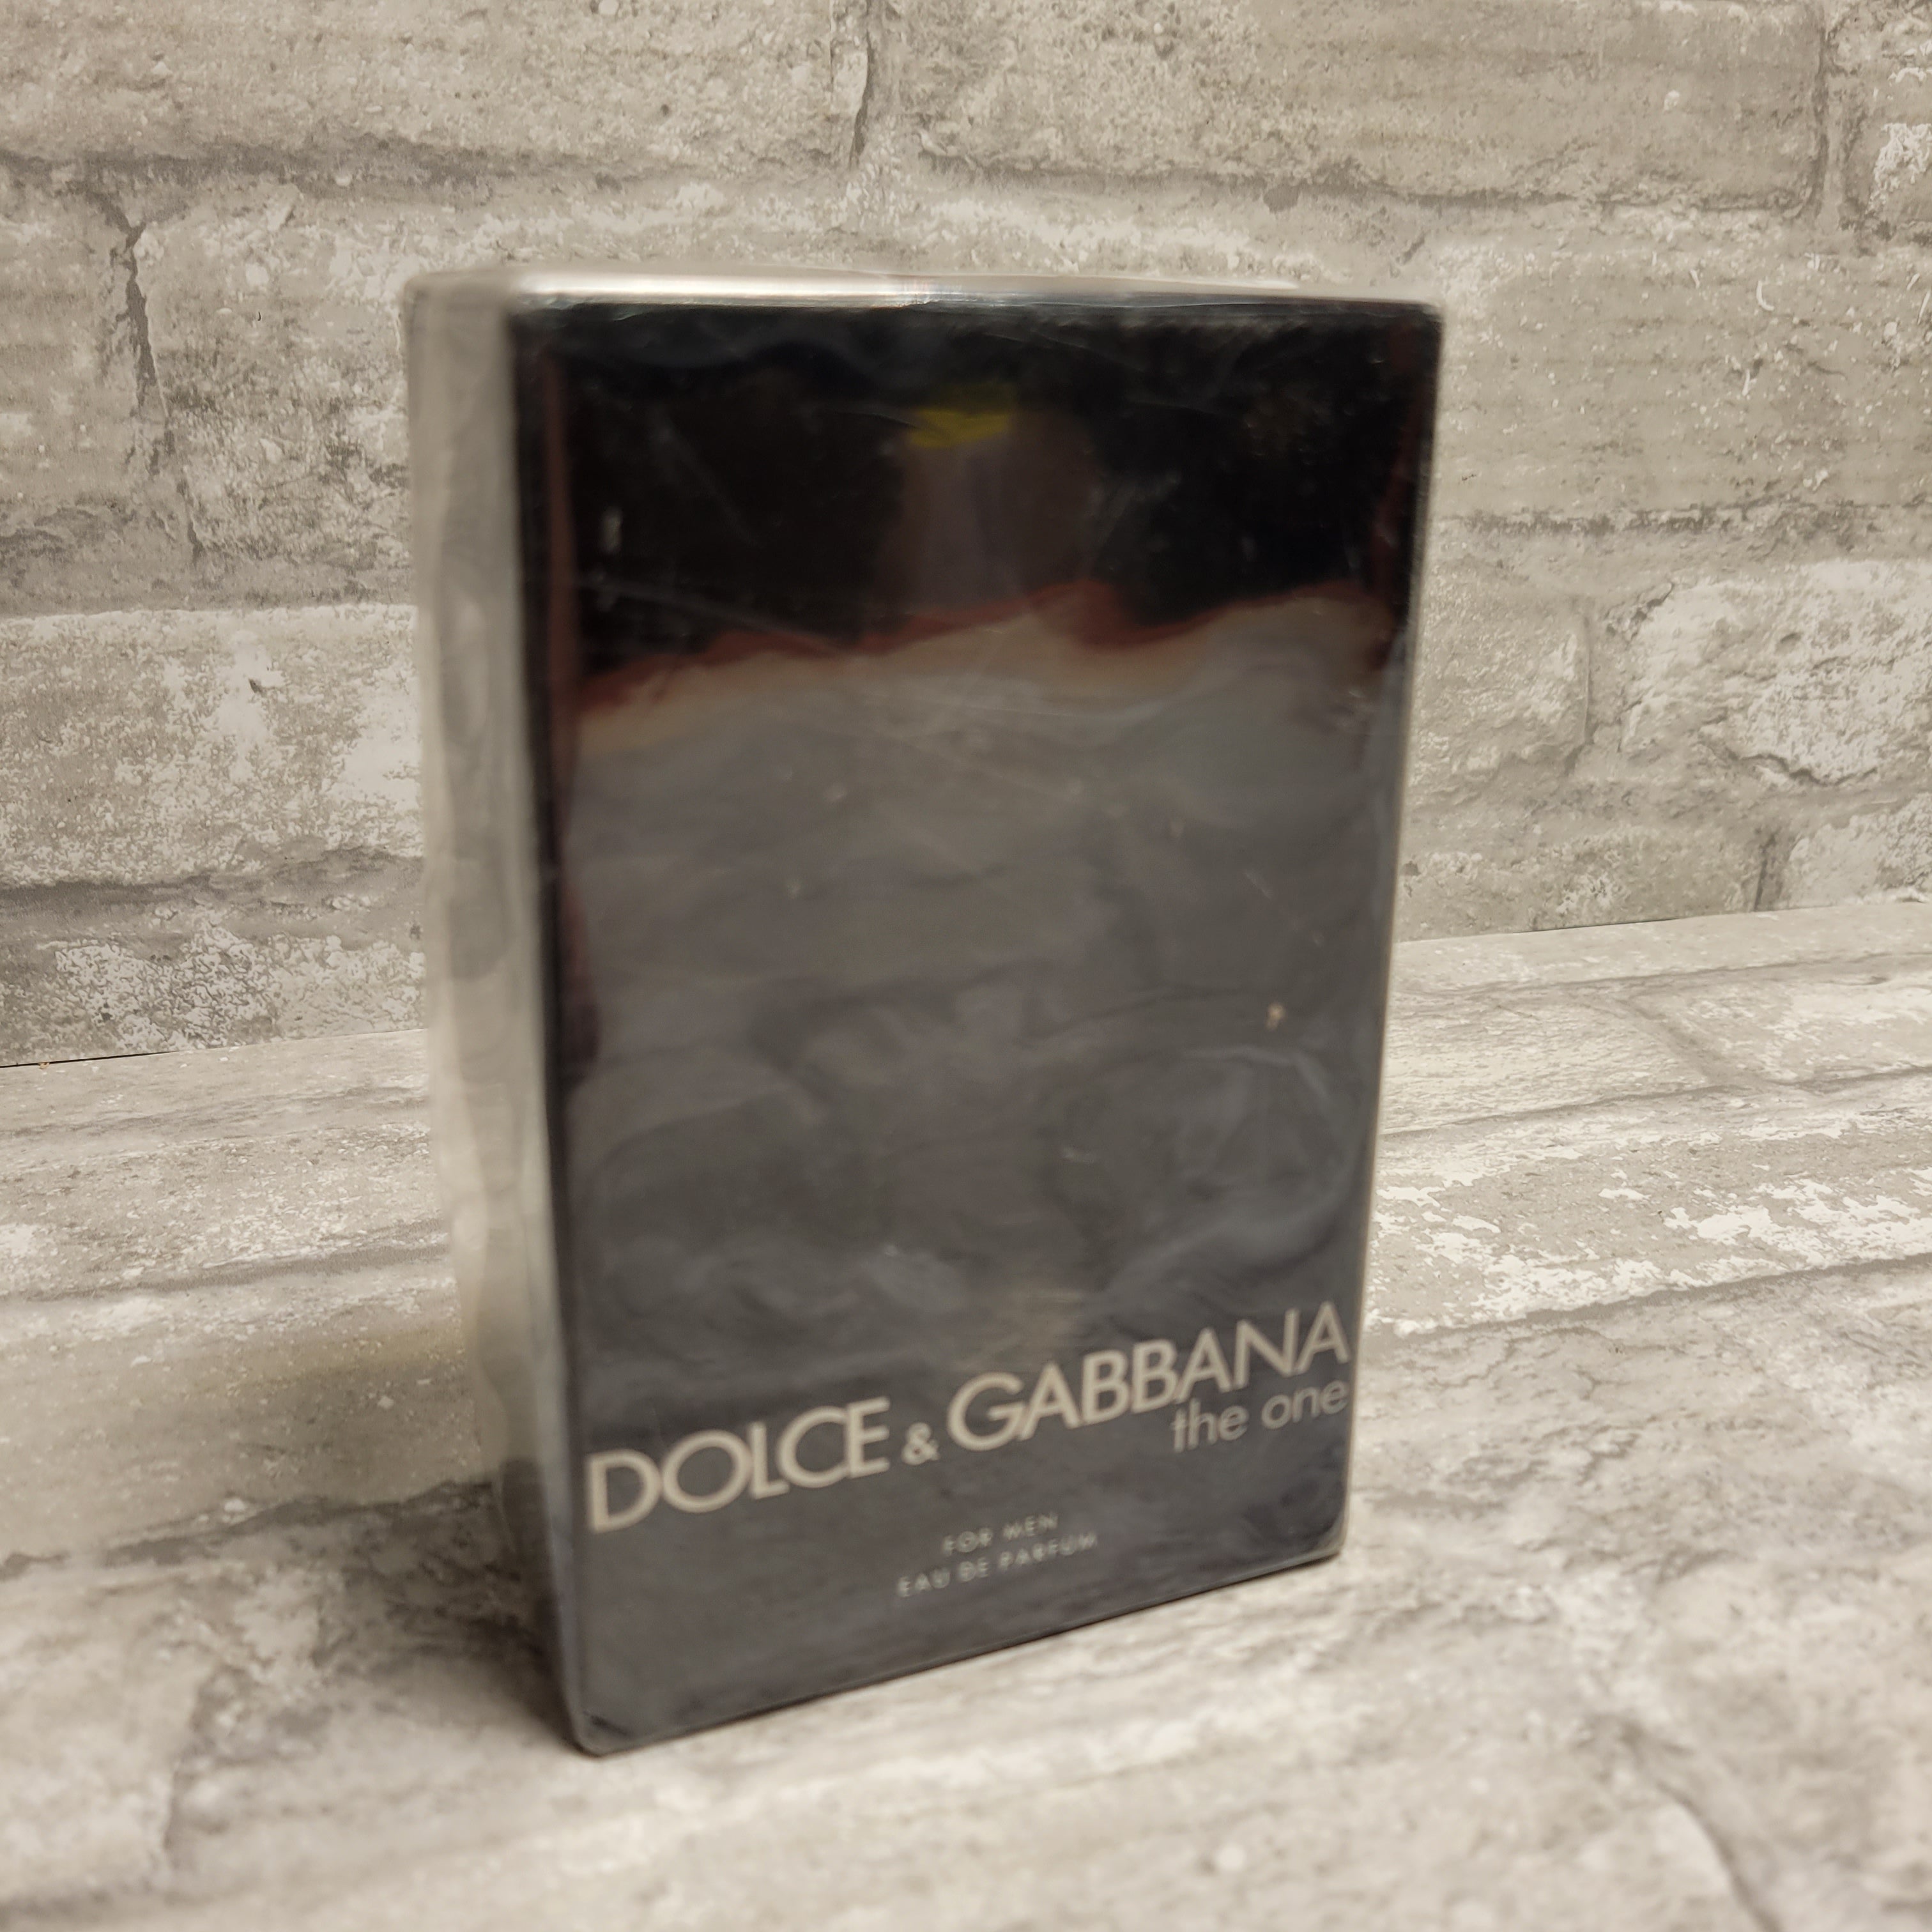 DOLCE & GABBANA
the one
FOR MEN
EAU DE PARFUM